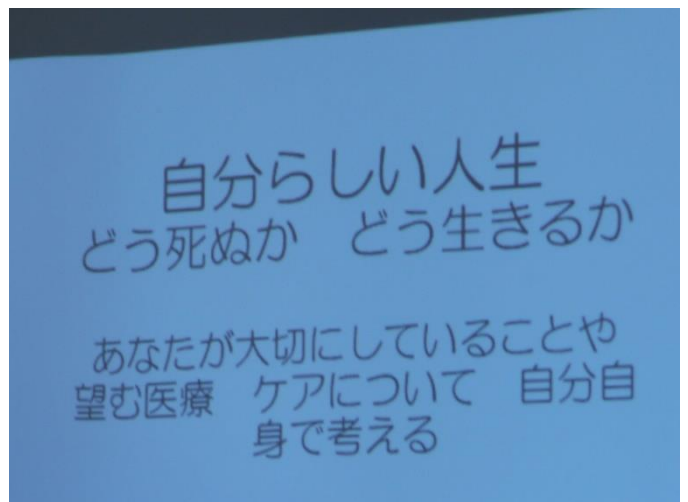 自分らしい人生
どう死ぬか　どう生きるか
あなたが大切にしていることや
望む医療　ケアについて　自分自
身で考える